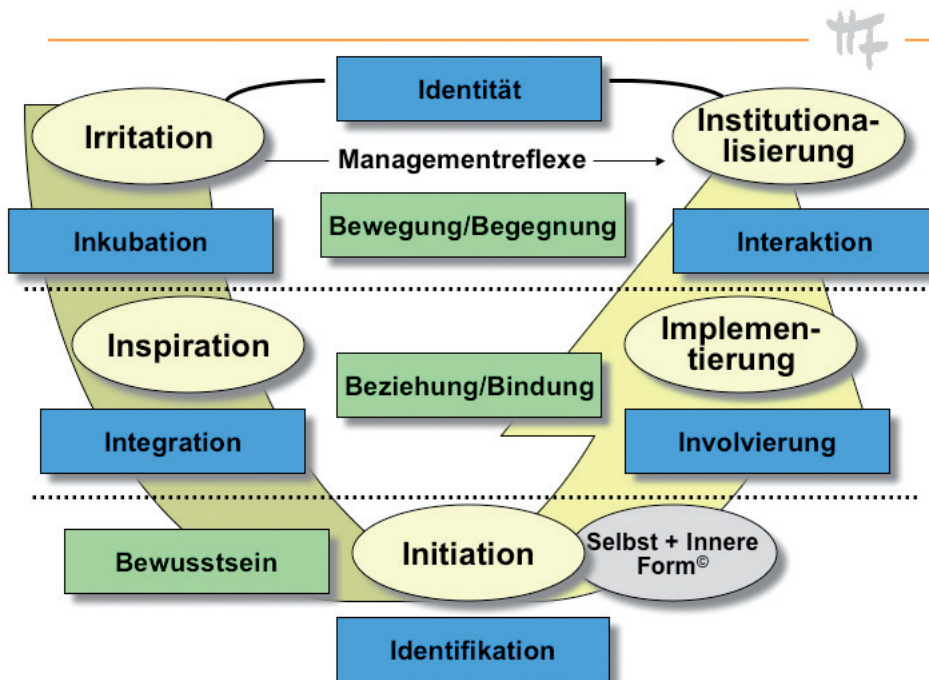 Identität
Irritation
Institutiona-
lisierung
Managementreflexe
Bewegung/Begegnung
Inkubation
Interaktion
Inspiration
Implemen-
tierung
Beziehung/Bindung
Integration
Involvierung
Bewusstsein
Initiation
Selbst + Innere
Form©
Identifikation